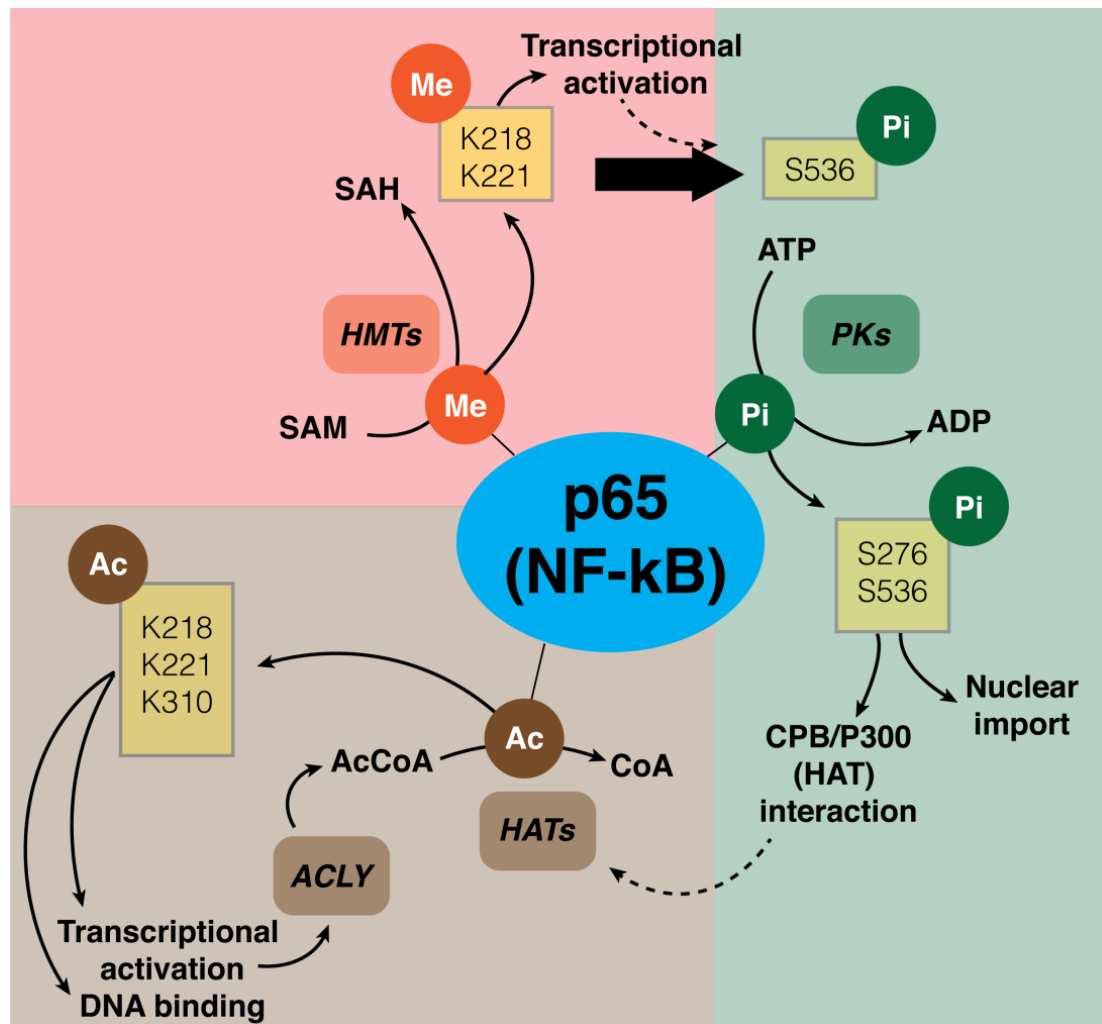 Transcriptional
activation
Me
K218
K221
Pi
S536
SAH
HMTs
SAM
Me
ATP
PKs
Pi
ADP
p65
(NF-kB)
Pi
S276
S536
Nuclear
import
CPB/P300
(HAT)
interaction
Ac
K218
K221
K310
Ac
AcCoA
CoA
HATs
ACLY
Transcriptional
activation
DNA binding